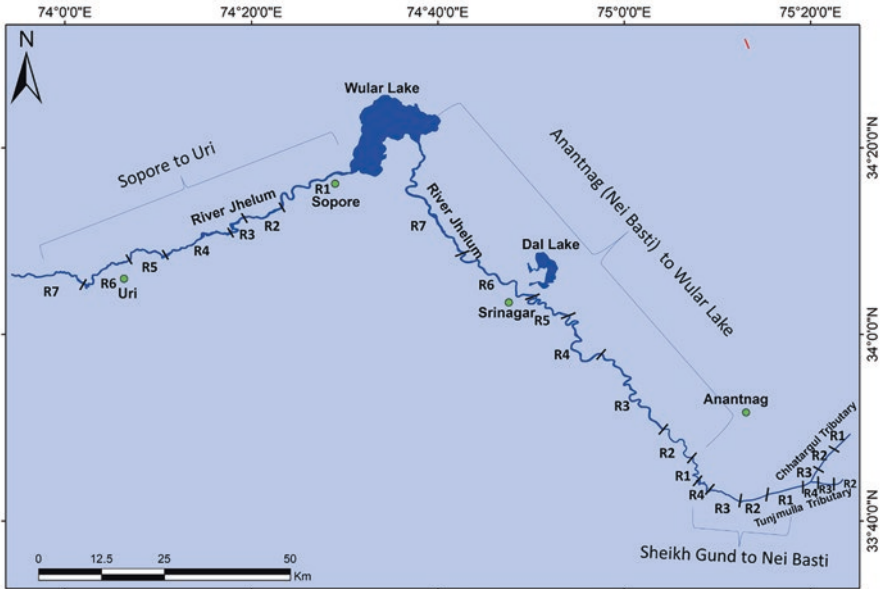 74°0'0"E 74°20'0"E 74°40'0"E 75°0'0"E 75°20'0"E
N
Wular Lake
34°20'0"N
Sopore to Uri
Anantnag (Nei Basti) to Wular Lake
R1
Sopore
River Jhelum
R2
R3
R4
R5
R6
R7
Uri
River Jhelum
R7
Dal Lake
R6
Srinagar
R5
34°0'0"N
R4
R3
Anantnag
R2
R1
Chhatargul Tributary
R1
R2
R3
R4
R3
R2
R1
R4
R3
R2
Tunjmulla Tributary
33°40'0"N
Sheikh Gund to Nei Basti
0 12.5 25 50
Km